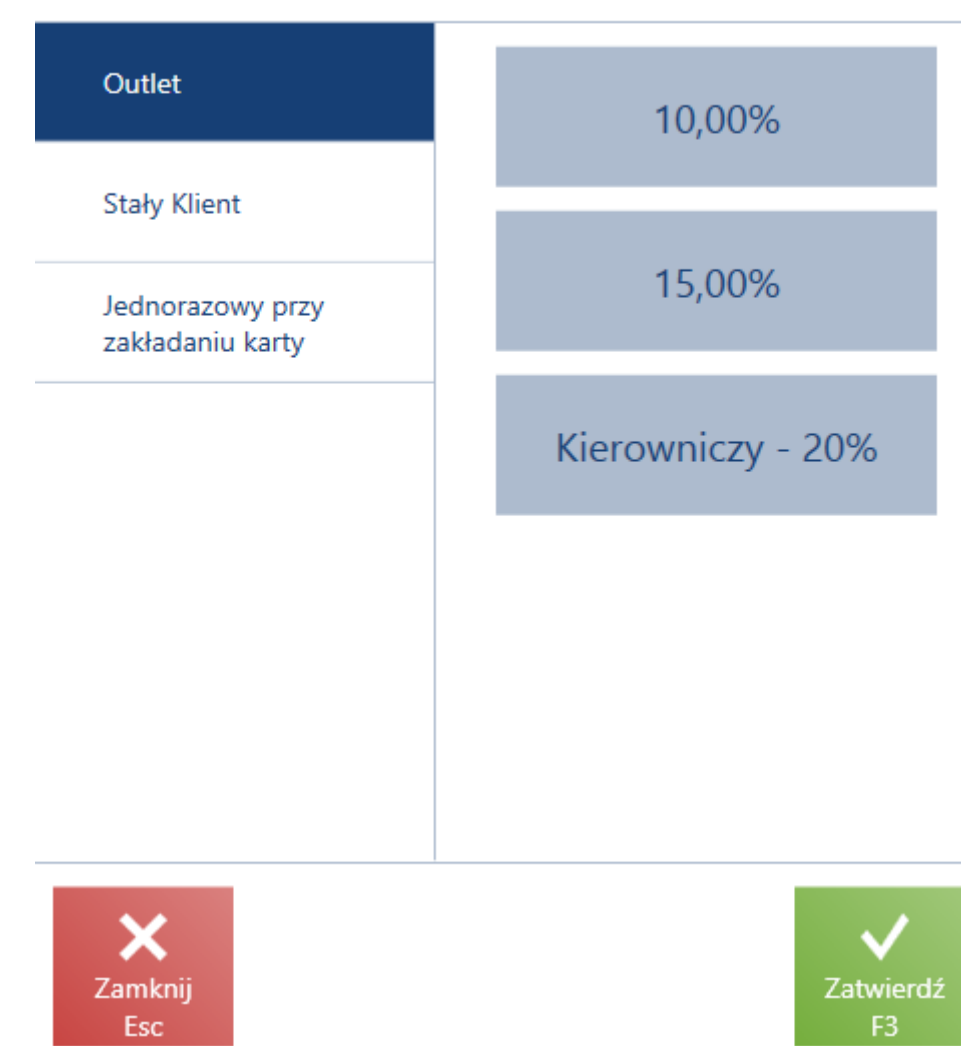 Outlet
Stały Klient
Jednorazowy przy
zakładaniu karty
10,00%
15,00%
Kierowniczy - 20%
Zamknij
Esc
Zatwierdź
F3